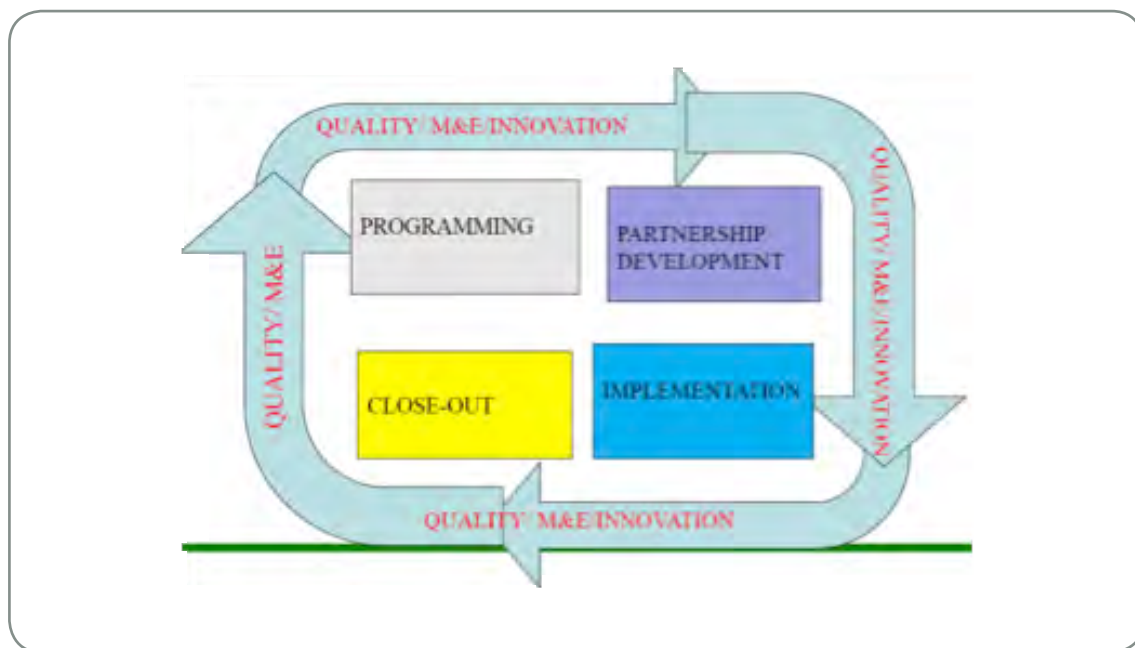 QUALITY/ M&E/INNOVATION
PROGRAMMING
PARTNERSHIP
DEVELOPMENT
QUALITY/ M&E/INNOVATION
QUALITY/ M&E
CLOSE-OUT
IMPLEMENTATION
QUALITY/ M&E/INNOVATION